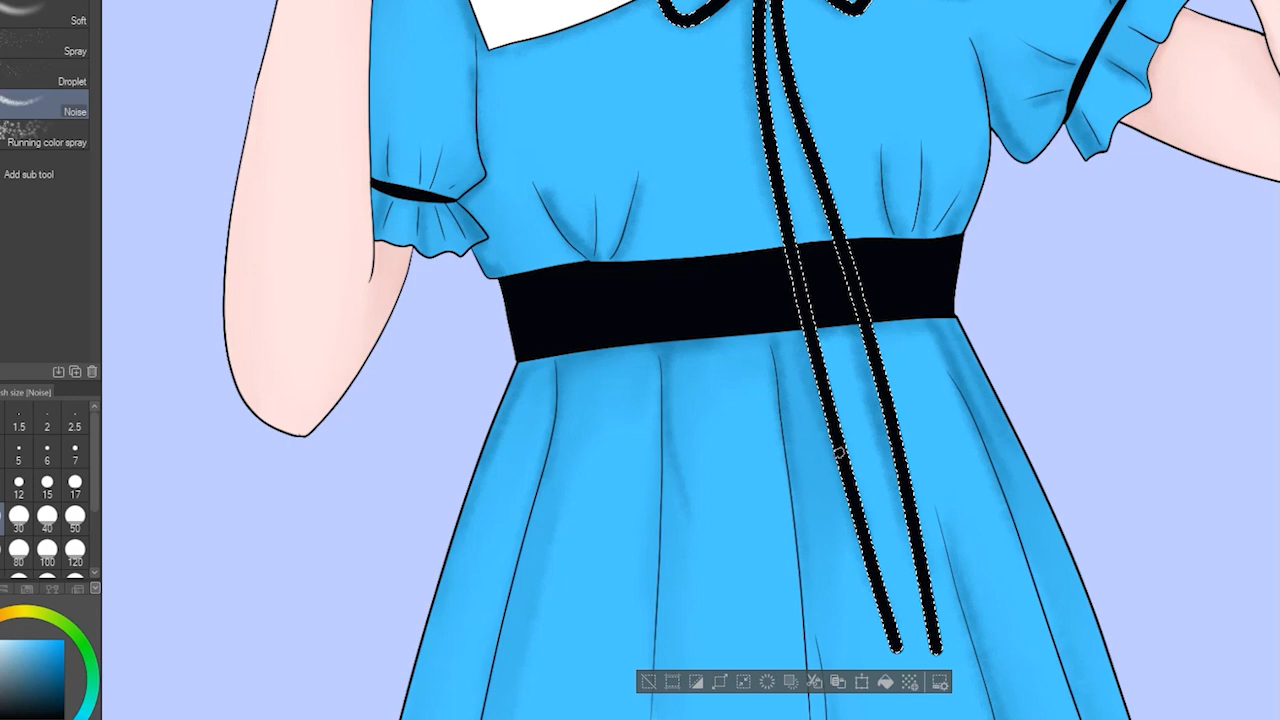 Soft
Spray
Droplet
Noise
Running color spray
Add sub tool
sh size [Noise]
1.5 2 2.5
5 6 7
12 15 17
30 40 50
80 100 120